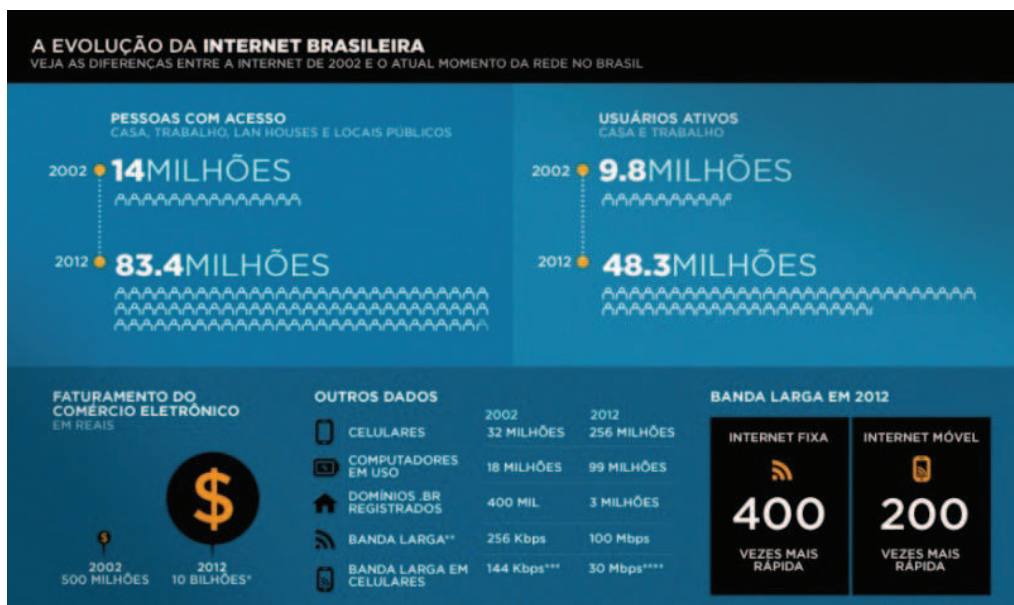 A EVOLUÇÃO DA INTERNET BRASILEIRA
VEJA AS DIFERENÇAS ENTRE A INTERNET DE 2002 E O ATUAL MOMENTO DA REDE NO BRASIL
PESSOAS COM ACESSO
CASA, TRABALHO, LAN HOUSES E LOCAIS PÚBLICOS
2002 14MILHÕES
2012 83.4MILHÕES
USUÁRIOS ATIVOS
CASA E TRABALHO
2002 9.8MILHÕES
2012 48.3MILHÕES
FATURAMENTO DO
COMÉRCIO ELETRÔNICO
EM REAIS
$
$
2002
500 MILHÕES
2012
10 BILHÕES*
OUTROS DADOS
2002 2012
CELULARES 32 MILHÕES 256 MILHÕES
COMPUTADORES
EM USO 18 MILHÕES 99 MILHÕES
DOMÍNIOS .BR
REGISTRADOS 400 MIL 3 MILHÕES
BANDA LARGA** 256 Kbps 100 Mbps
BANDA LARGA EM
CELULARES 144 Kbps*** 30 Mbps****
BANDA LARGA EM 2012
INTERNET FIXA
400
VEZES MAIS
RÁPIDA
INTERNET MÓVEL
200
VEZES MAIS
RÁPIDA